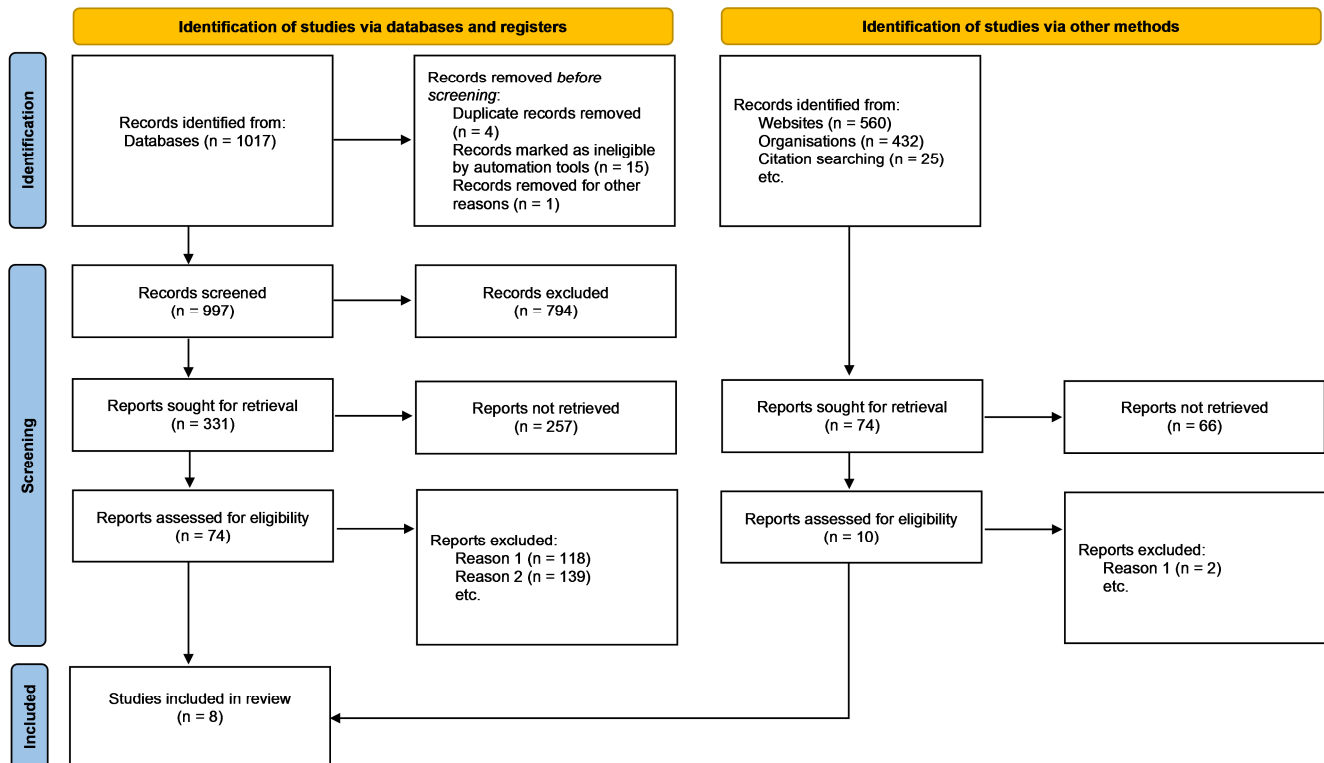 Identification of studies via databases and registers
Identification of studies via other methods
Identification
Records identified from:
Databases (n = 1017)
Records removed before
screening:
Duplicate records removed
(n = 4)
Records marked as ineligible
by automation tools (n = 15)
Records removed for other
reasons (n = 1)
Records identified from:
Websites (n = 560)
Organisations (n = 432)
Citation searching (n = 25)
etc.
Screening
Records screened
(n = 997)
Records excluded
(n = 794)
Reports sought for retrieval
(n = 331)
Reports not retrieved
(n = 257)
Reports sought for retrieval
(n = 74)
Reports not retrieved
(n = 66)
Reports assessed for eligibility
(n = 74)
Reports excluded:
Reason 1 (n = 118)
Reason 2 (n = 139)
etc.
Reports assessed for eligibility
(n = 10)
Reports excluded:
Reason 1 (n = 2)
etc.
Included
Studies included in review
(n = 8)